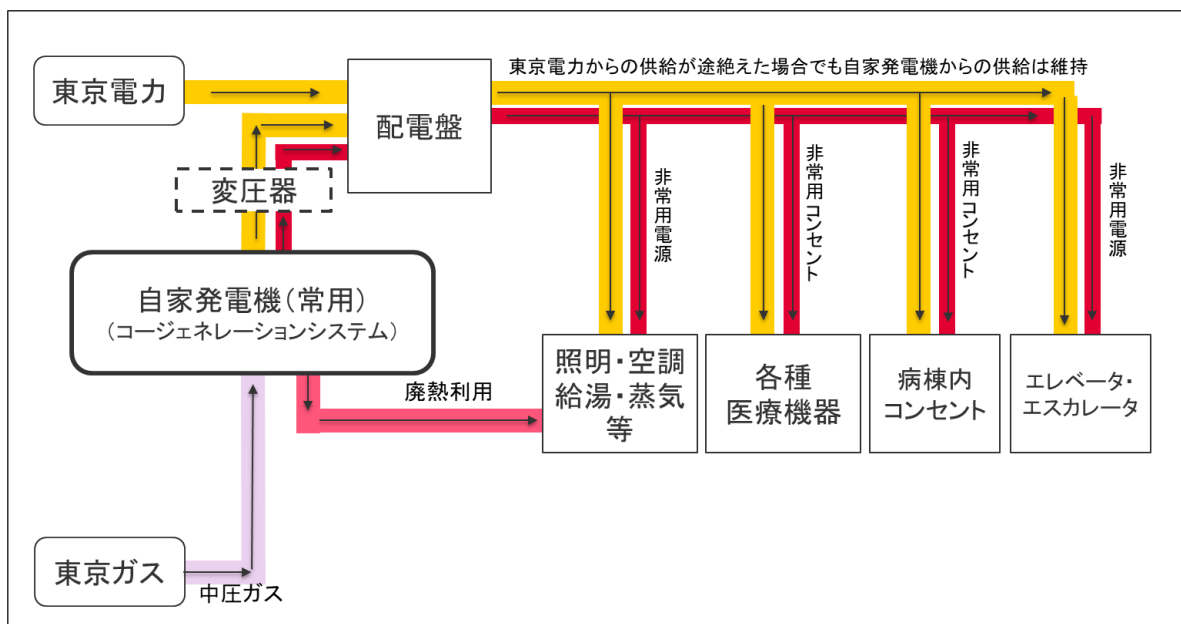 東京電力からの供給が途絶えた場合でも自家発電機からの供給は維持
東京電力
配電盤
変圧器
非常用電源
非常用コンセント
非常用コンセント
非常用電源
自家発電機（常用）
（コージェネレーションシステム）
廃熱利用
照明・空調
給湯・蒸気
等
各種
医療機器
病棟内
コンセント
エレベータ・
エスカレータ
東京ガス
中圧ガス